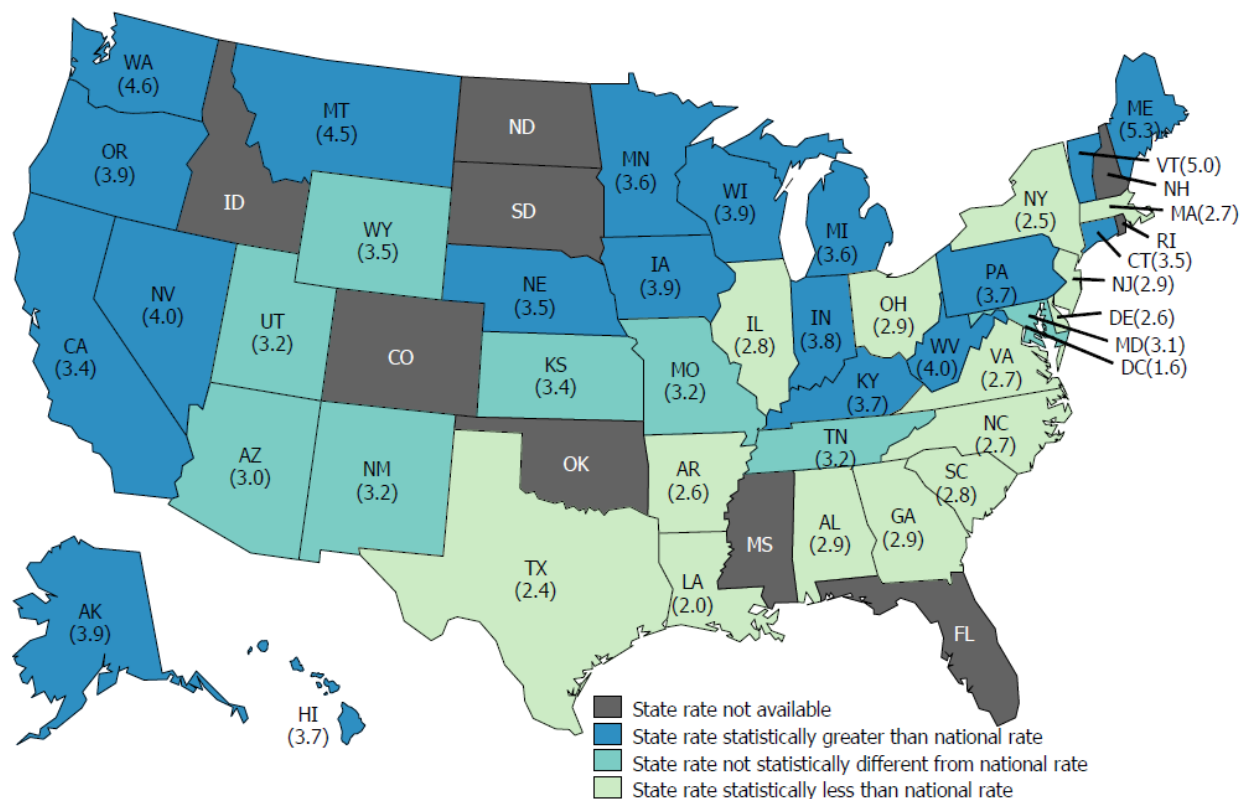 WA
(4.6)
MT
(4.5)
ND
MN
(3.6)
ME
(5.3)
OR
(3.9)
ID
SD
WI
(3.9)
MI
(3.6)
NY
(2.5)
VT(5.0)
NH
MA(2.7)
RI
CT(3.5)
NJ(2.9)
DE(2.6)
MD(3.1)
DC(1.6)
WY
(3.5)
NE
(3.5)
IA
(3.9)
PA
(3.7)
NV
(4.0)
UT
(3.2)
CO
IL
(2.8)
IN
(3.8)
OH
(2.9)
WV
(4.0)
VA
(2.7)
CA
(3.4)
KS
(3.4)
MO
(3.2)
KY
(3.7)
NC
(2.7)
TN
(3.2)
AZ
(3.0)
NM
(3.2)
OK
AR
(2.6)
SC
(2.8)
MS
AL
(2.9)
GA
(2.9)
TX
(2.4)
LA
(2.0)
FL
AK
(3.9)
HI
(3.7)
State rate not available
State rate statistically greater than national rate
State rate not statistically different from national rate
State rate statistically less than national rate